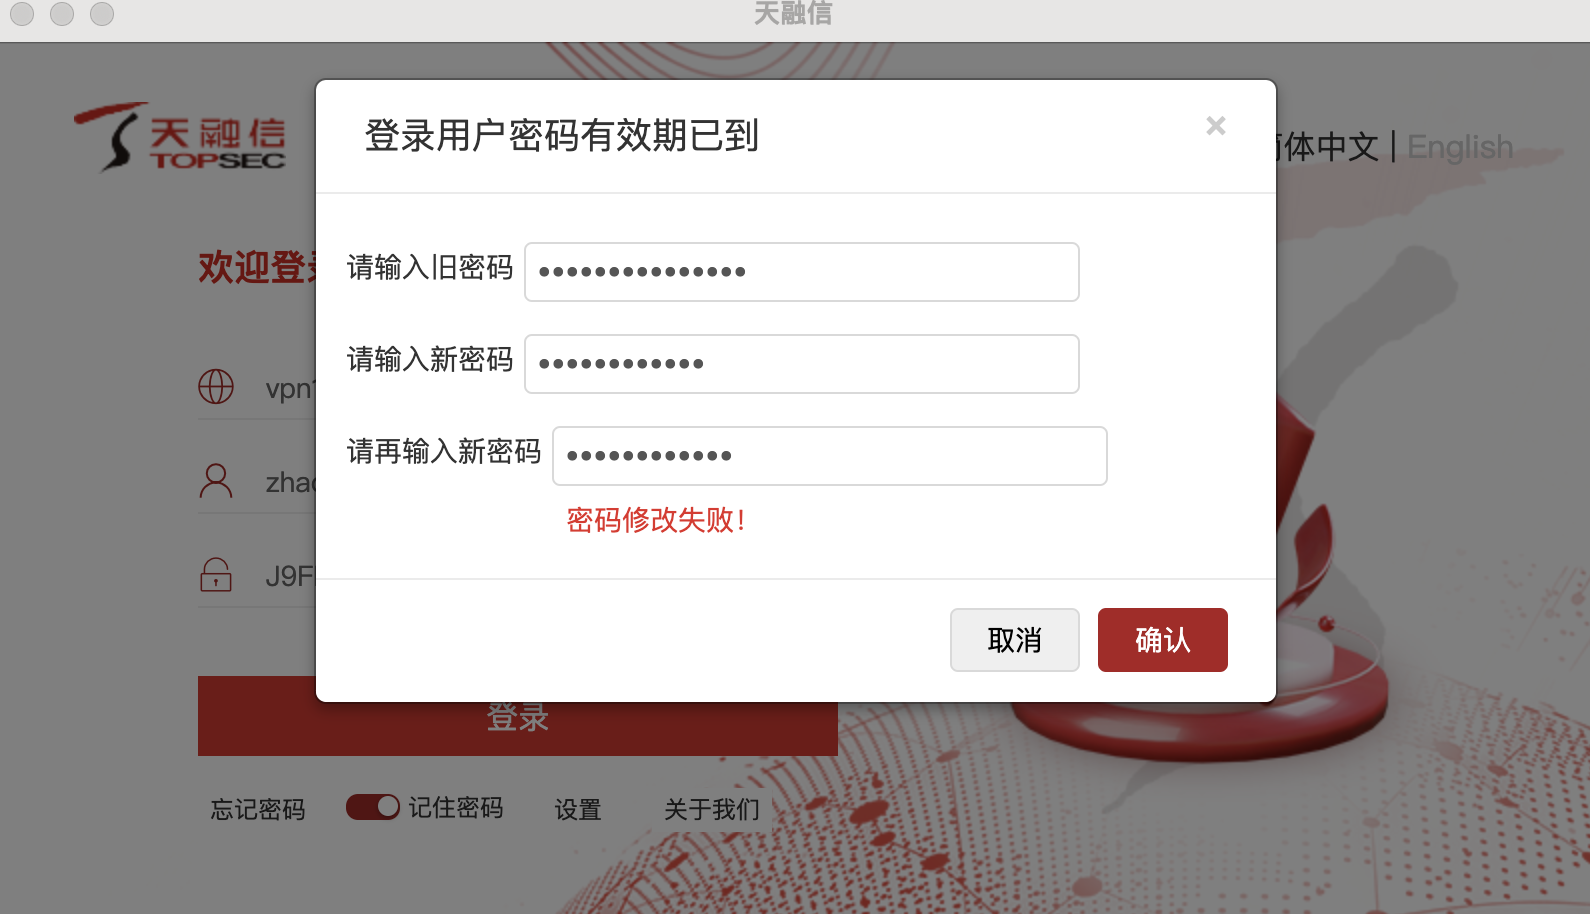 天融信
天融信
TOPSEC
登录用户密码有效期已到
×
体中文 | English
欢迎登
请输入旧密码 •••••••••••••••
请输入新密码 ••••••••••••
请再输入新密码 ••••••••••••
密码修改失败!
vpn
zha
J9F
取消
确认
登录
忘记密码 记住密码 设置 关于我们